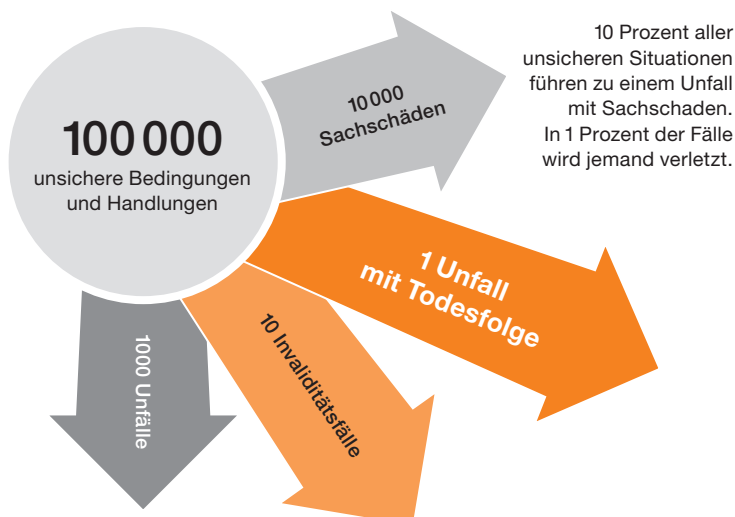 100 000
unsichere Bedingungen
und Handlungen
10 000
Sachschäden
10 Prozent aller
unsicheren Situationen
führen zu einem Unfall
mit Sachschaden.
In 1 Prozent der Fälle
wird jemand verletzt.
1 Unfall
mit Todesfolge
10 Invaliditätsfälle
1000 Unfälle